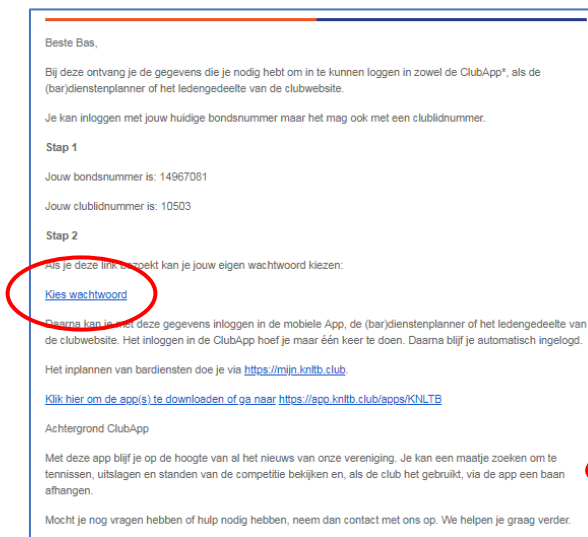 Beste Bas,
Bij deze ontvang je de gegevens die je nodig hebt om in te kunnen loggen in zowel de ClubApp*, als de
(bar)dienstenplanner of het ledengedeelte van de clubwebsite.
Je kan inloggen met jouw huidige bondsnummer maar het mag ook met een clublidnummer.
Stap 1
Jouw bondsnummer is: 14967081
Jouw clublidnummer is: 10503
Stap 2
Als je deze link bezoekt kan je jouw eigen wachtwoord kiezen:
Kies wachtwoord
Daarna kan je met deze gegevens inloggen in de mobiele App, de (bar)dienstenplanner of het ledengedeelte van
de clubwebsite. Het inloggen in de ClubApp hoef je maar één keer te doen. Daarna blijf je automatisch ingelogd.
Het inplannen van bardiensten doe je via https://mijn.knltb.club.
Klik hier om de app(s) te downloaden of ga naar https://app.knltb.club/apps/KNLTB
Achtergrond ClubApp
Met deze app blijf je op de hoogte van al het nieuws van onze vereniging. Je kan een maatje zoeken om te
tennissen, uitslagen en standen van de competitie bekijken en, als de club het gebruikt, via de app een baan
afhangen.
Mocht je nog vragen hebben of hulp nodig hebben, neem dan contact met ons op. We helpen je graag verder.